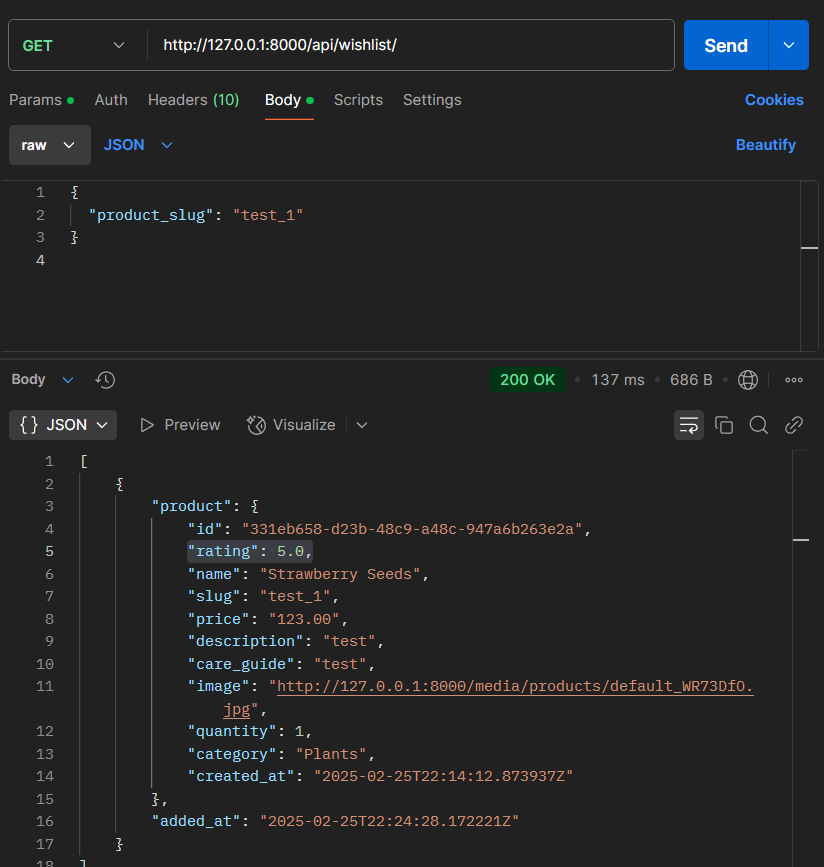 GET http://127.0.0.1:8000/api/wishlist/ Send
Params Auth Headers (10) Body Scripts Settings Cookies
raw JSON Beautify
1 {
2 "product_slug": "test_1"
3 }
4
Body 200 OK 137 ms 686 B
{} JSON Preview Visualize
1 [
2 {
3 "product": {
4 "id": "331eb658-d23b-48c9-a48c-947a6b263e2a",
5 "rating": 5.0,
6 "name": "Strawberry Seeds",
7 "slug": "test_1",
8 "price": "123.00",
9 "description": "test",
10 "care_guide": "test",
11 "image": "http://127.0.0.1:8000/media/products/default_WR73DfO.
jpg",
12 "quantity": 1,
13 "category": "Plants",
14 "created_at": "2025-02-25T22:14:12.873937Z"
15 },
16 "added_at": "2025-02-25T22:24:28.172221Z"
17 }
18 ]